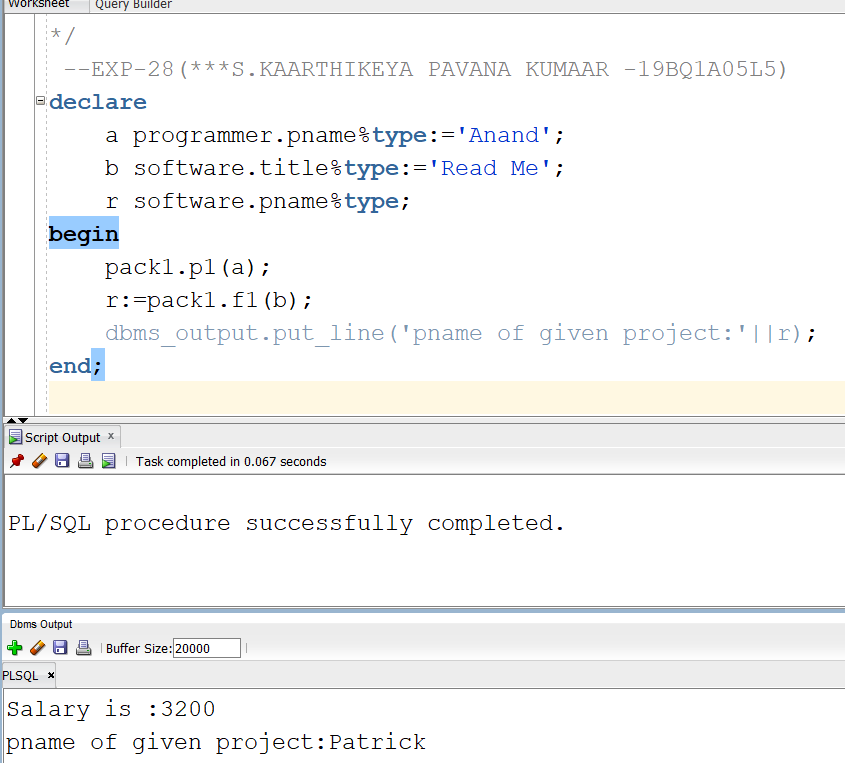 Worksheet Query Builder
*/
--EXP-28(***S.KAARTHIKEYA PAVANA KUMAAR -19BQ1A05L5)
declare
a programmer.pname%type:='Anand';
b software.title%type:='Read Me';
r software.pname%type;
begin
pack1.p1(a);
r:=pack1.f1(b);
dbms_output.put_line('pname of given project:'||r);
end;
Script Output x
Task completed in 0.067 seconds
PL/SQL procedure successfully completed.
Dbms Output
Buffer Size: 20000
PLSQL x
Salary is :3200
pname of given project:Patrick